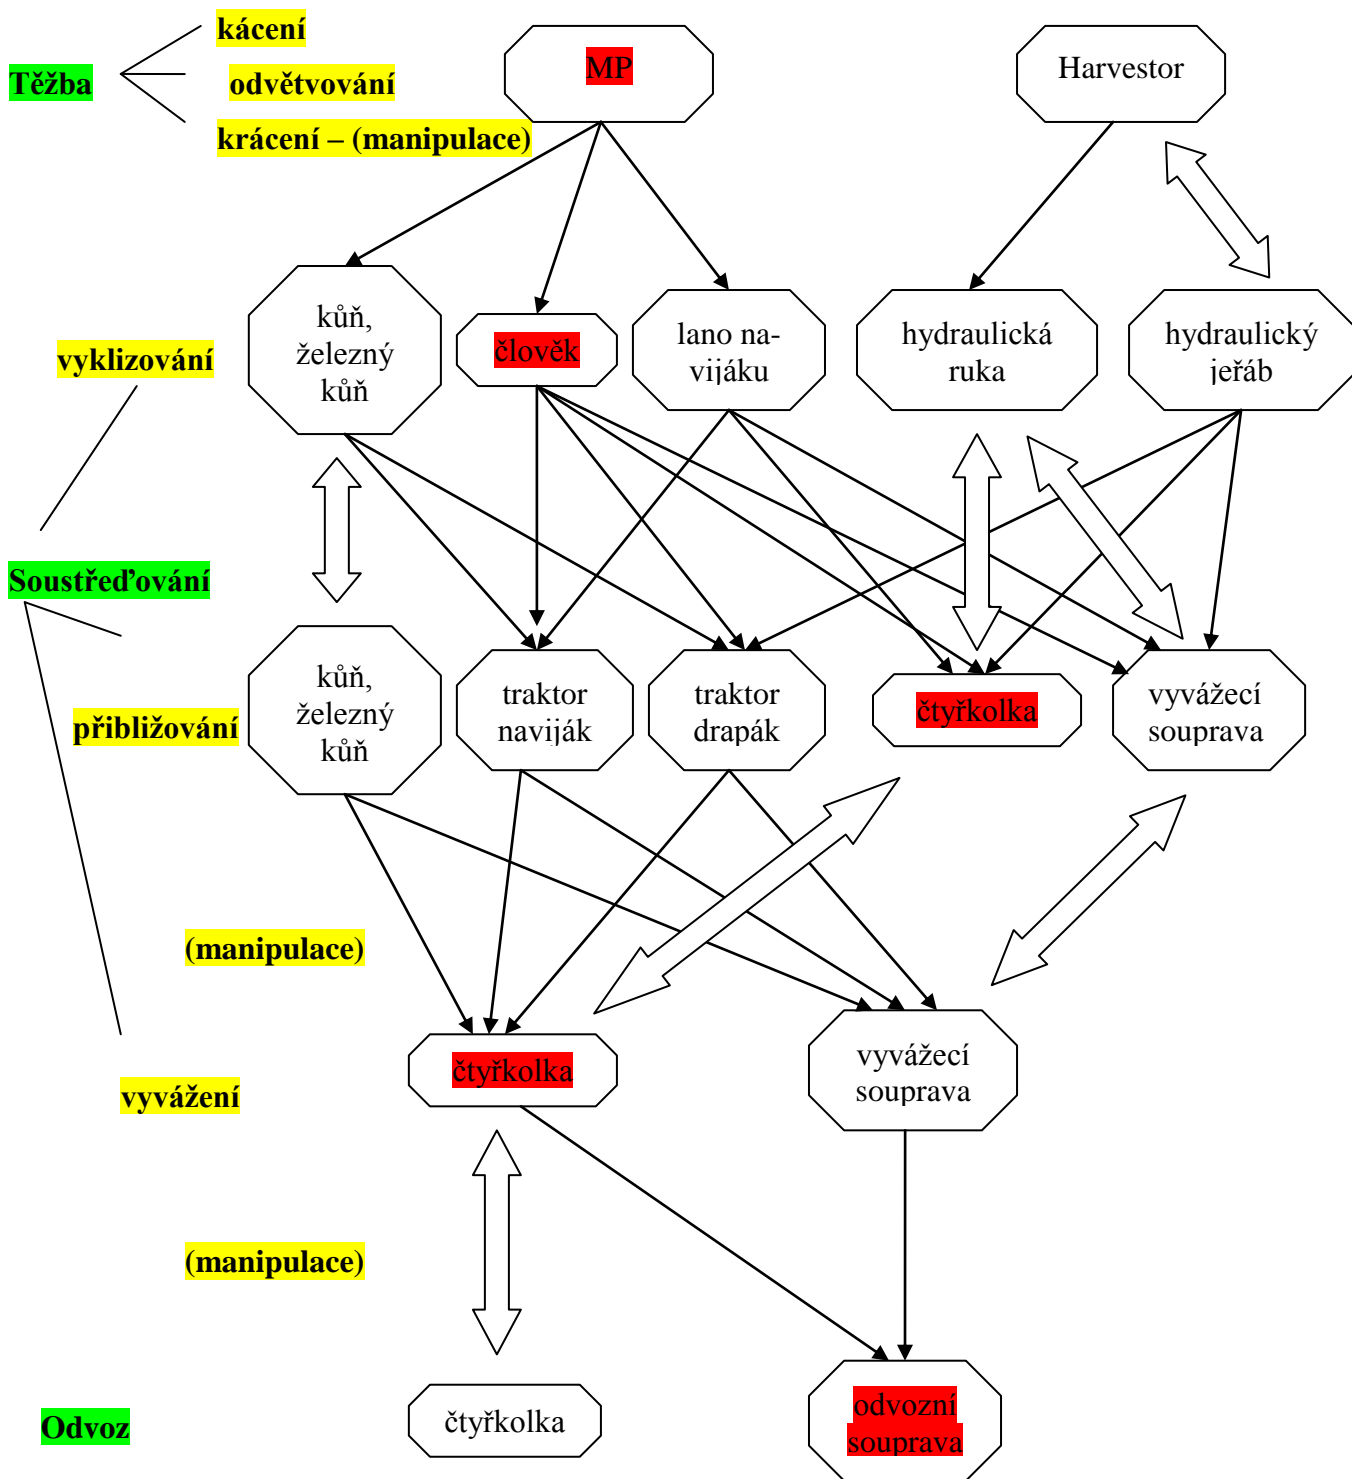 kácení
Těžba
odvětvování
krácení – (manipulace)
MP
Harvestor
vyklizování
kůň,
železný
kůň
člověk
lano na-
vijáku
hydraulická
ruka
hydraulický
jeřáb
Soustřeďování
přibližování
kůň,
železný
kůň
traktor
naviják
traktor
drapák
čtyřkolka
vyvážecí
souprava
(manipulace)
vyvážení
čtyřkolka
vyvážecí
souprava
(manipulace)
Odvoz
čtyřkolka
odvozní
souprava